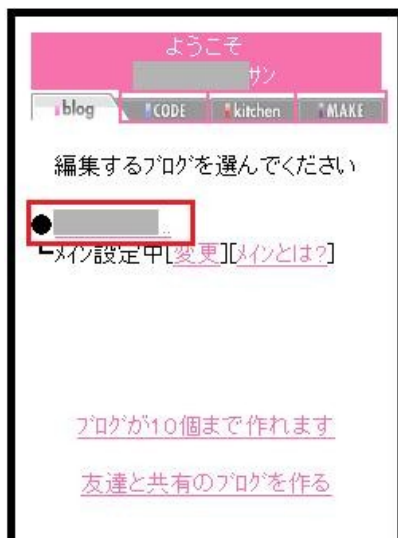 ようこそ
サン
blog CODE kitchen MAKE
編集するブログを選んでください
●..
┗メイン設定中[変更][メインとは?]
ブログが10個まで作れます
友達と共有のブログを作る